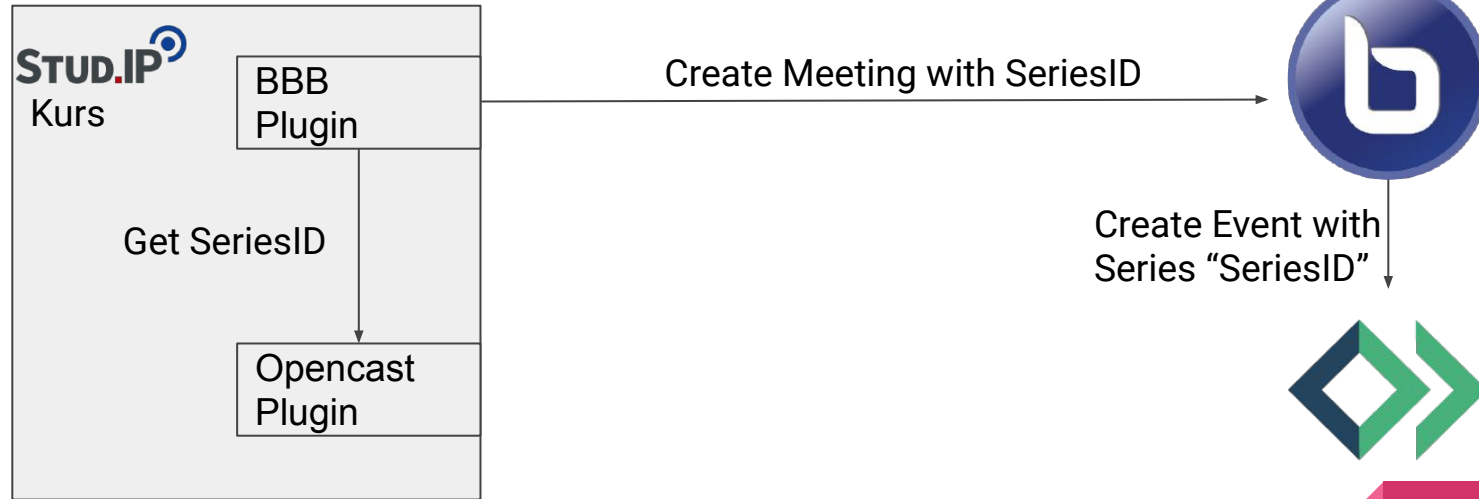 STUD.IP
Kurs
BBB
Plugin
Create Meeting with SeriesID
Get SeriesID
Create Event with
Series “SeriesID”
Opencast
Plugin